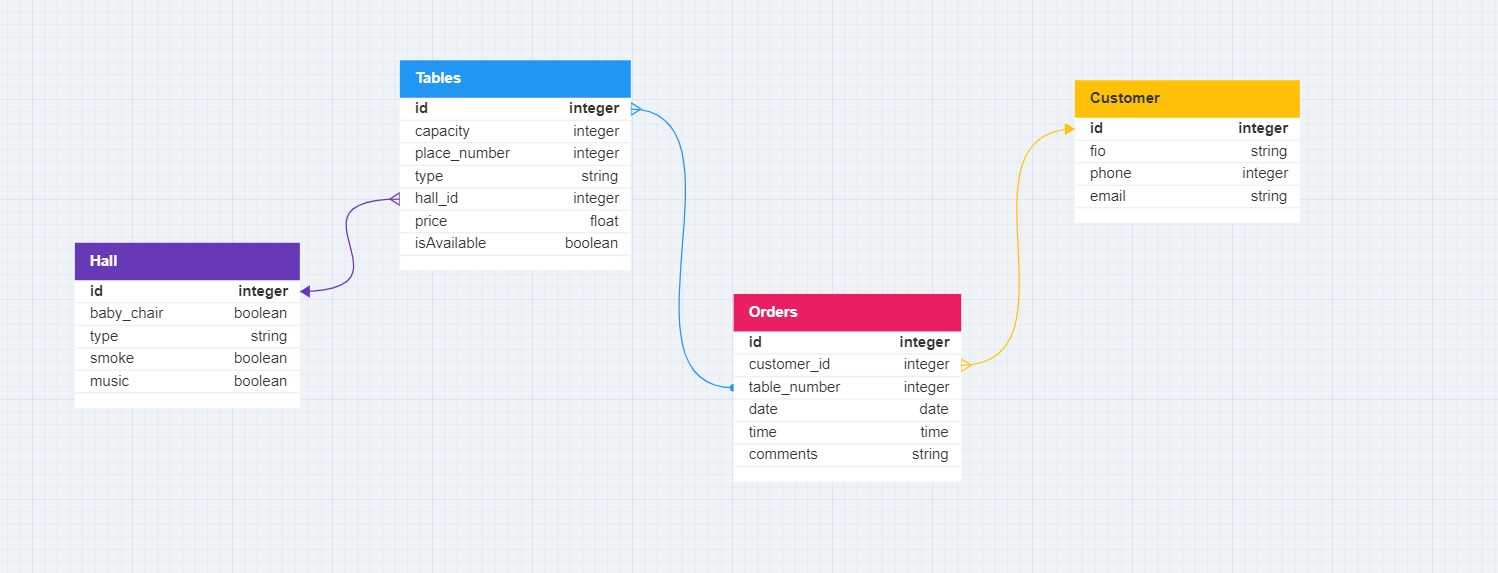 Tables
id integer
capacity integer
place_number integer
type string
hall_id integer
price float
isAvailable boolean
Customer
id integer
fio string
phone integer
email string
Hall
id integer
baby_chair boolean
type string
smoke boolean
music boolean
Orders
id integer
customer_id integer
table_number integer
date date
time time
comments string